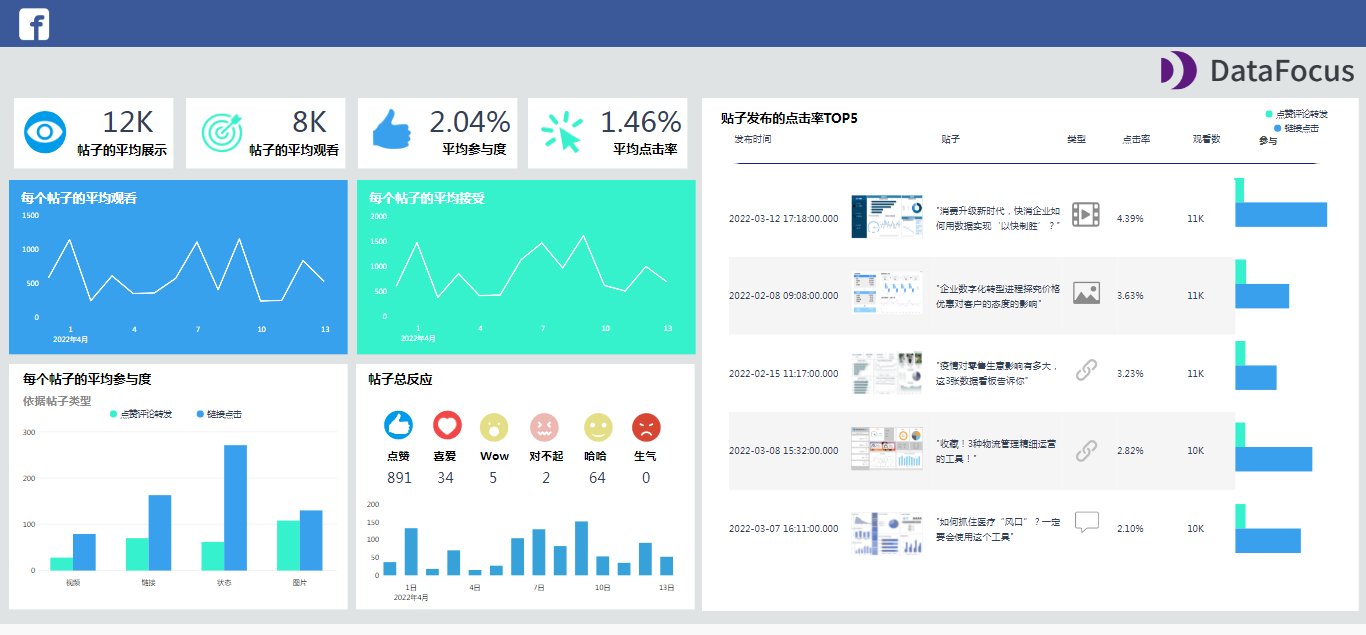 f
DataFocus
12K
帖子的平均展示
8K
帖子的平均观看
2.04%
平均参与度
1.46%
平均点击率
每个帖子的平均观看
1500
1000
500
0
1
4
7
10
13
2022年4月
每个帖子的平均接受
2000
1500
1000
500
0
1
4
7
10
13
2022年4月
每个帖子的平均参与度
依据帖子类型
点赞评论转发
链接点击
300
200
100
0
视频
链接
状态
图片
帖子总反应
点赞
喜爱
Wow
对不起
哈哈
生气
891
34
5
2
64
0
200
150
100
50
0
1日
4日
7日
10日
13日
2022年4月
贴子发布的点击率TOP5
点赞评论转发
链接点击
发布时间
贴子
类型
点击率
观看数
参与
2022-03-12 17:18:00.000
"消费升级新时代，快消企业如
何用数据实现‘以快制胜’？"
4.39%
11K
2022-02-08 09:08:00.000
"企业数字化转型进程探究价格
优惠对客户的态度的影响"
3.63%
11K
2022-02-15 11:17:00.000
"疫情对零售生意影响有多大，
这3张数据看板告诉你"
3.23%
11K
2022-03-08 15:32:00.000
"收藏！3种物流管理精细运营
的工具！"
2.82%
10K
2022-03-07 16:11:00.000
"如何抓住医疗“风口”？一定
要会使用这个工具"
2.10%
10K